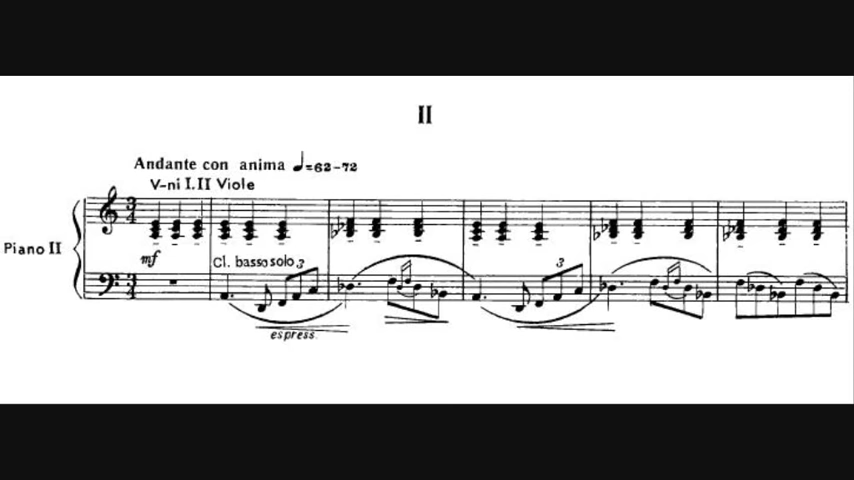 II
Andante con anima ♩=62-72
V-ni I.II Viole
Piano II
mf
Cl. basso solo 3
3
espress.